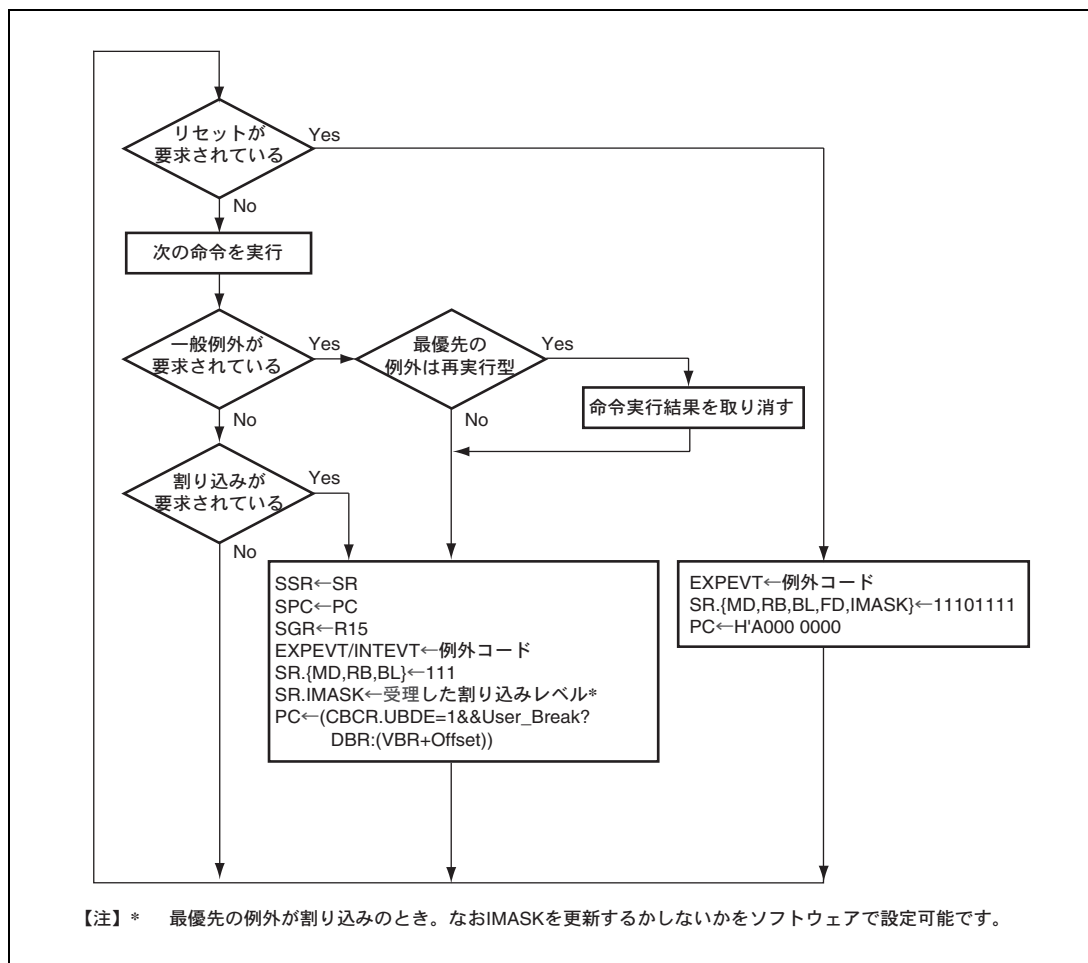 リセットが
要求されている
Yes
No
次の命令を実行
一般例外が
要求されている
Yes
最優先の
例外は再実行型
Yes
命令実行結果を取り消す
No
No
割り込みが
要求されている
Yes
No
SSR←SR
SPC←PC
SGR←R15
EXPEVT/INTEVT←例外コード
SR.{MD,RB,BL}←111
SR.IMASK←受理した割り込みレベル*
PC←(CBCR.UBDE=1&&User_Break?
DBR:(VBR+Offset))
EXPEVT←例外コード
SR.{MD,RB,BL,FD,IMASK}←11101111
PC←H'A000 0000
【注】* 最優先の例外が割り込みのとき。なおIMASKを更新するかしないかをソフトウェアで設定可能です。